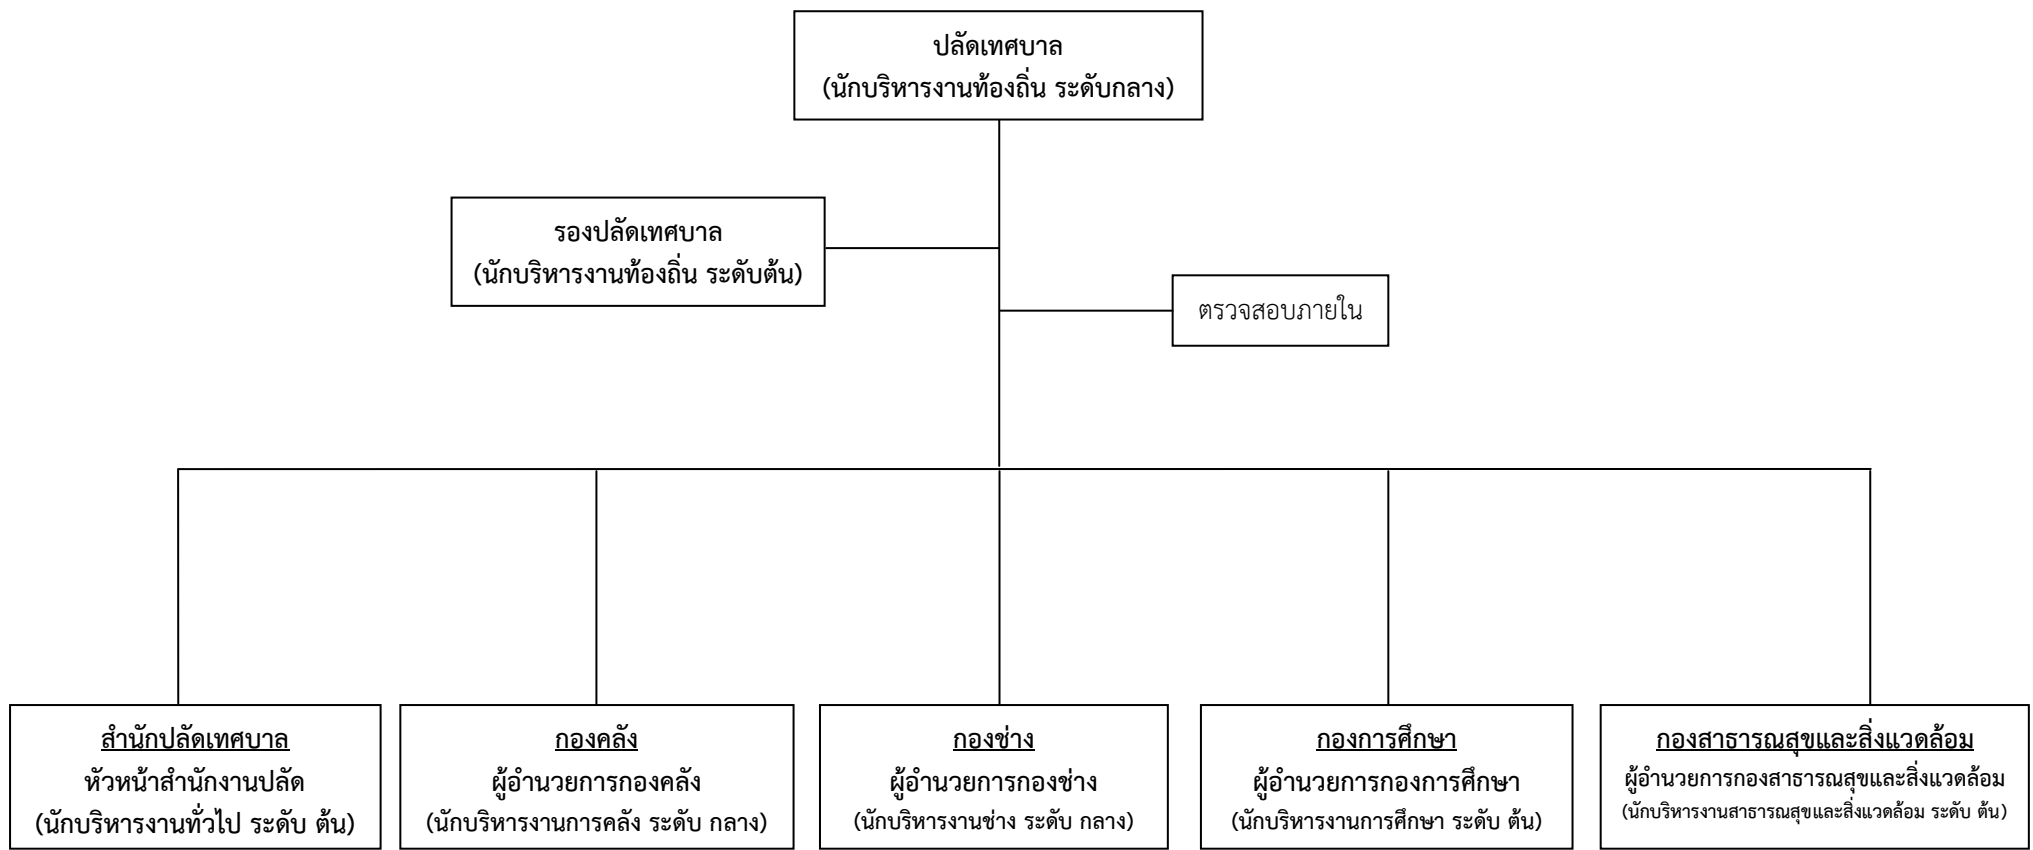 ปลัดเทศบาล
(นักบริหารงานท้องถิ่น ระดับกลาง)
รองปลัดเทศบาล
(นักบริหารงานท้องถิ่น ระดับต้น)
ตรวจสอบภายใน
สำนักปลัดเทศบาล
หัวหน้าสำนักงานปลัด
(นักบริหารงานทั่วไป ระดับ ต้น)
กองคลัง
ผู้อำนวยการกองคลัง
(นักบริหารงานการคลัง ระดับ กลาง)
กองช่าง
ผู้อำนวยการกองช่าง
(นักบริหารงานช่าง ระดับ กลาง)
กองการศึกษา
ผู้อำนวยการกองการศึกษา
(นักบริหารงานการศึกษา ระดับ ต้น)
กองสาธารณสุขและสิ่งแวดล้อม
ผู้อำนวยการกองสาธารณสุขและสิ่งแวดล้อม
(นักบริหารงานสาธารณสุขและสิ่งแวดล้อม ระดับ ต้น)